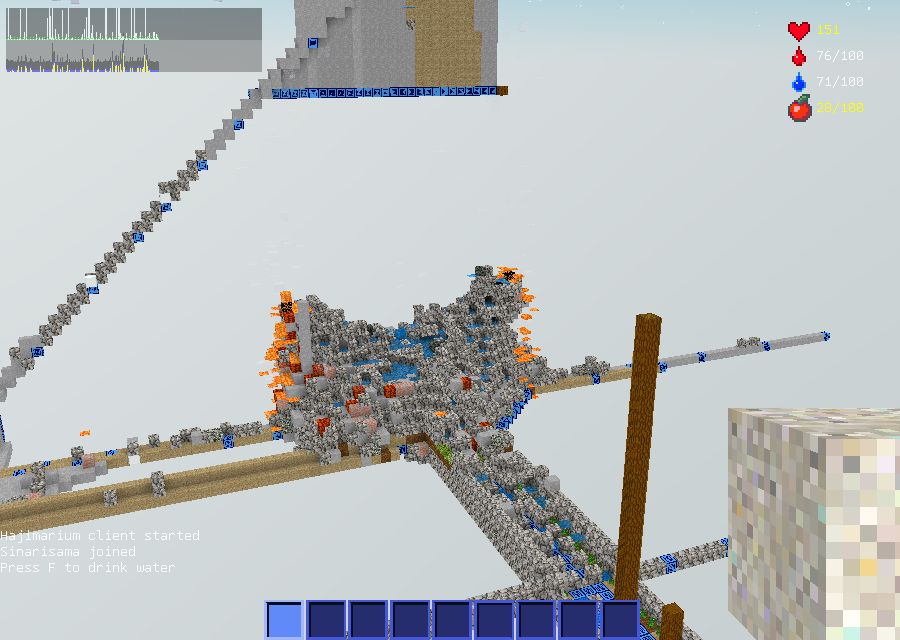 151
76/100
71/100
28/100
Hajimarium client started
Sinarisama joined
Press F to drink water